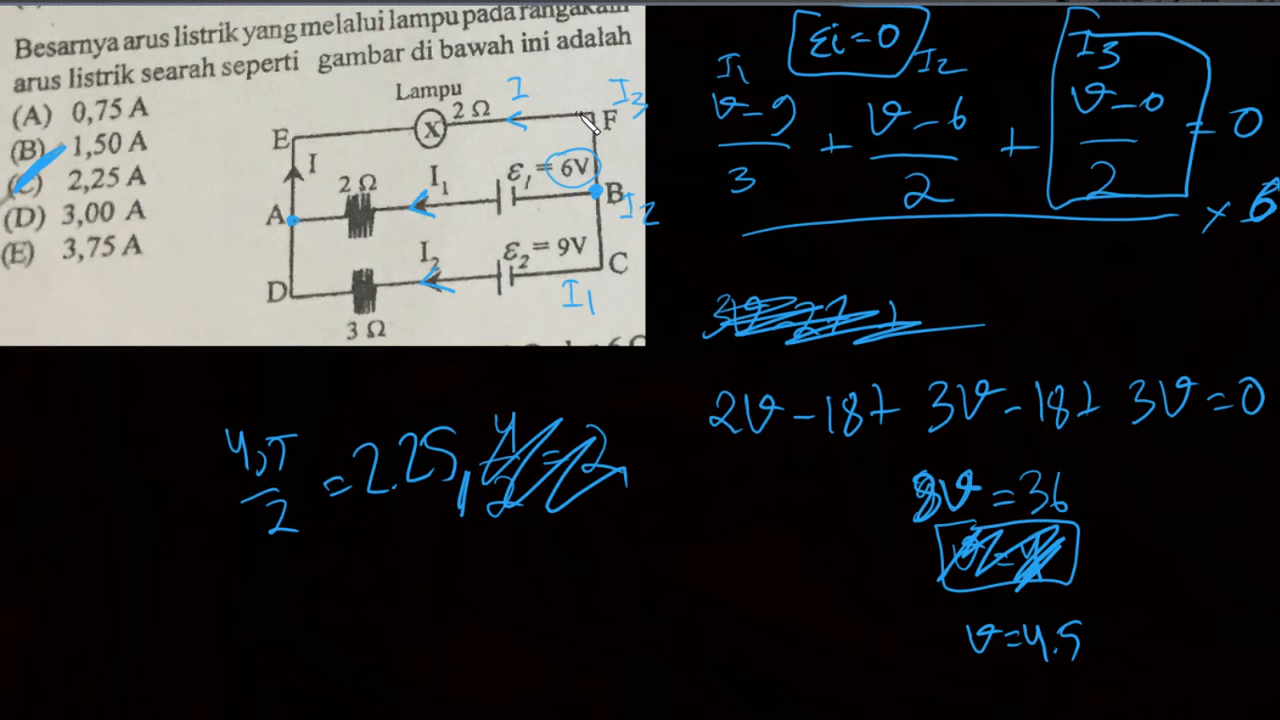 Besarnya arus listrik yang melalui lampu pada rangkaian
arus listrik searah seperti gambar di bawah ini adalah
(A) 0,75 A
(B) 1,50 A
(C) 2,25 A
(D) 3,00 A
(E) 3,75 A
Lampu
2 Ω
I
I3
E
X
F
I
2 Ω
I1
ε1 = 6V
A
B
I2
I2
ε2 = 9V
C
D
I1
3 Ω
Σi=0
I1
I2
I3
v-9/3 + v-6/2 + v-0/2 = 0
× 6
2v - 18 + 3v - 18 + 3v = 0
8v = 36
v = 4.5
4,5/2 = 2.25